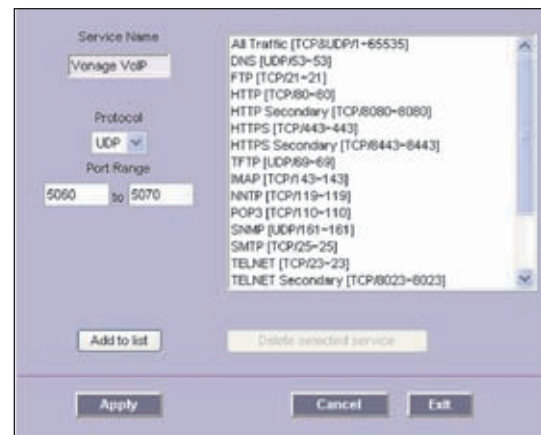 Service Name
Vonage VoIP
Protocol
UDP
Port Range
5060 to 5070
All Traffic [TCP&UDP/1~65535]
DNS [UDP/53~53]
FTP [TCP/21~21]
HTTP [TCP/80~80]
HTTP Secondary [TCP/8080~8080]
HTTPS [TCP/443~443]
HTTPS Secondary [TCP/8443~8443]
TFTP [UDP/69~69]
IMAP [TCP/143~143]
NNTP [TCP/119~119]
POP3 [TCP/110~110]
SNMP [UDP/161~161]
SMTP [TCP/25~25]
TELNET [TCP/23~23]
TELNET Secondary [TCP/8023~8023]
Add to list
Delete selected service
Apply
Cancel
Exit